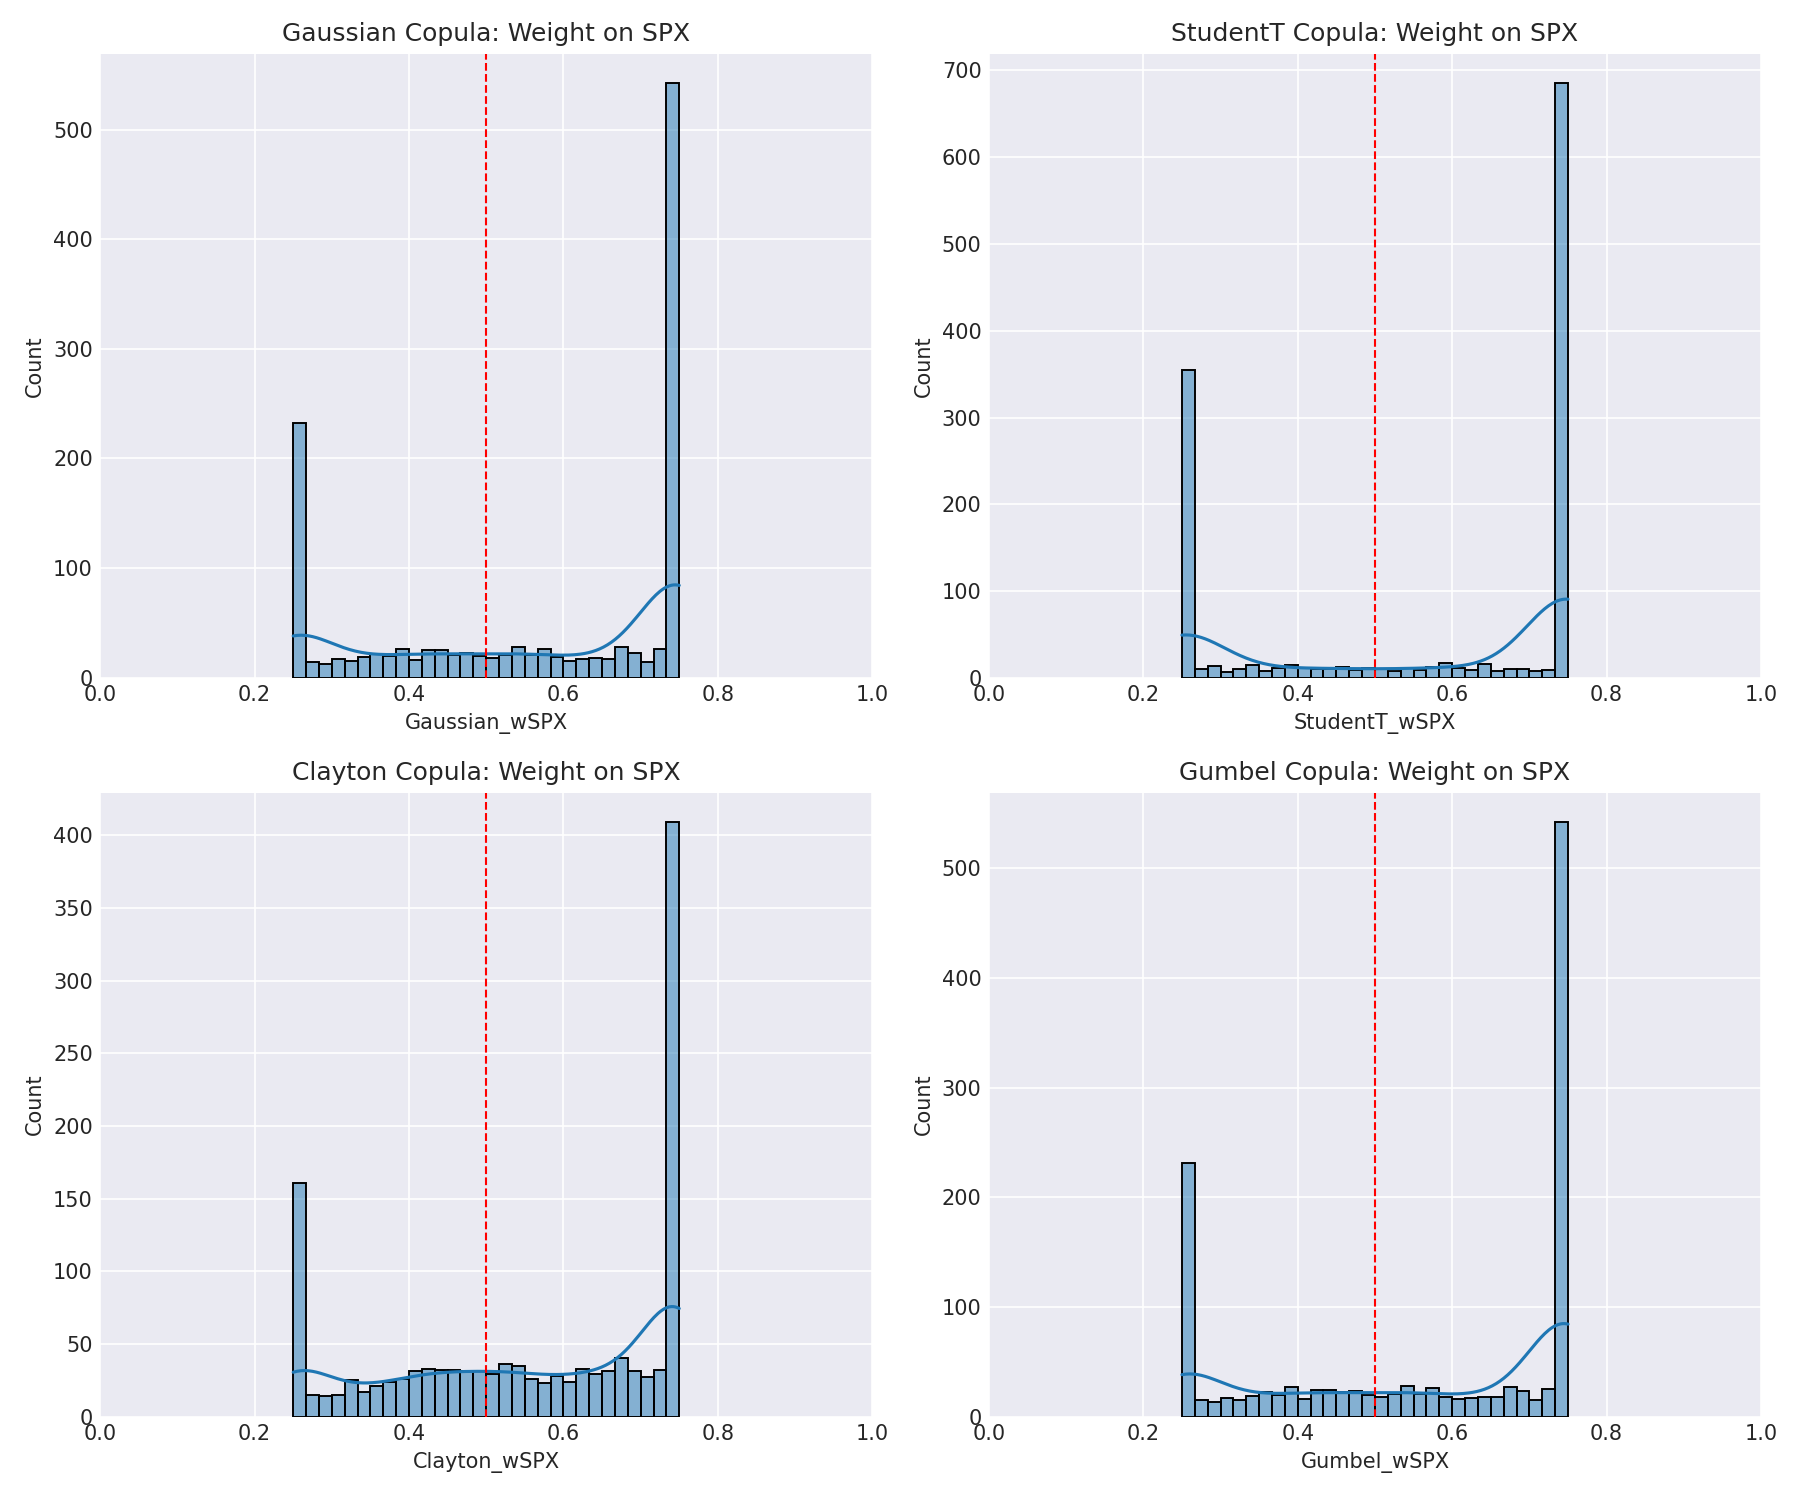 Gaussian Copula: Weight on SPX
500
400
300
200
100
0
Count
0.0 0.2 0.4 0.6 0.8 1.0
Gaussian_wSPX
StudentT Copula: Weight on SPX
700
600
500
400
300
200
100
0
Count
0.0 0.2 0.4 0.6 0.8 1.0
StudentT_wSPX
Clayton Copula: Weight on SPX
400
350
300
250
200
150
100
50
0
Count
0.0 0.2 0.4 0.6 0.8 1.0
Clayton_wSPX
Gumbel Copula: Weight on SPX
500
400
300
200
100
0
Count
0.0 0.2 0.4 0.6 0.8 1.0
Gumbel_wSPX